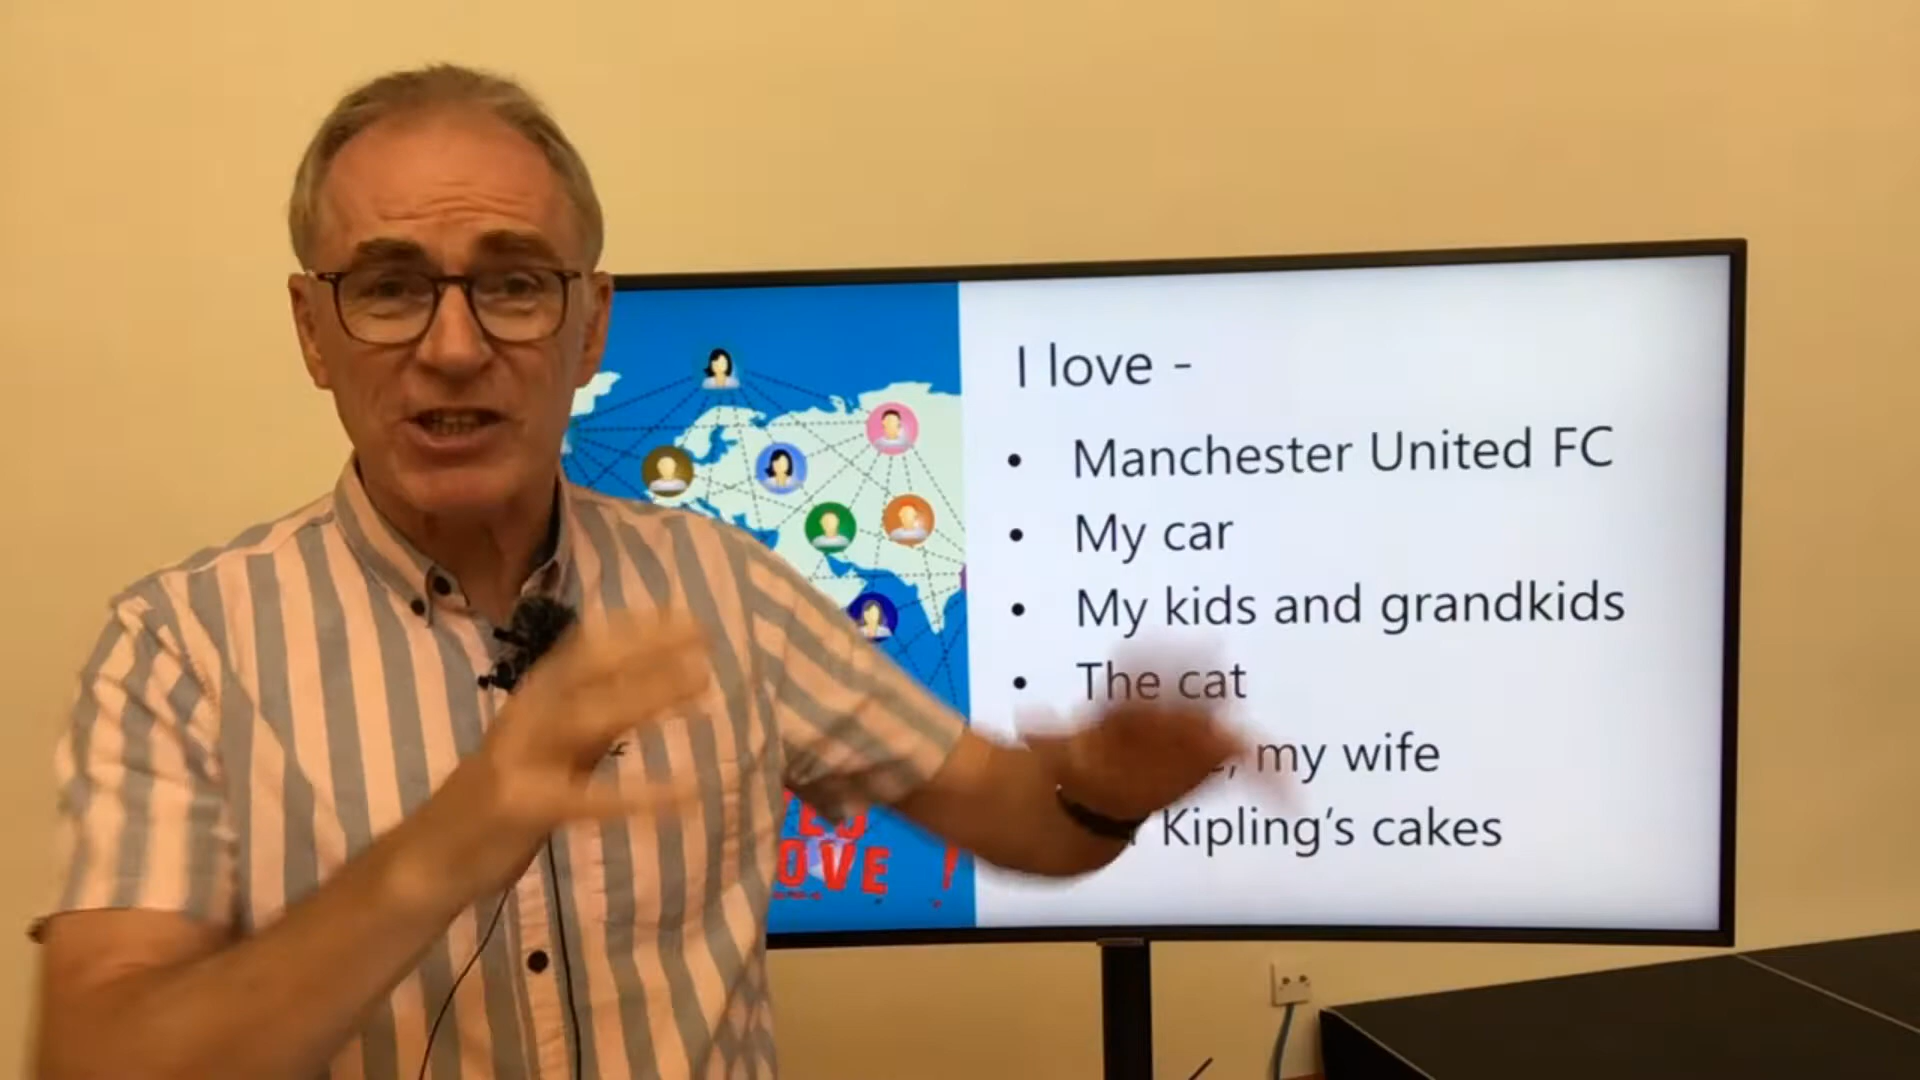 I love -
• Manchester United FC
• My car
• My kids and grandkids
• The cat
, my wife
Kipling's cakes
OVE !